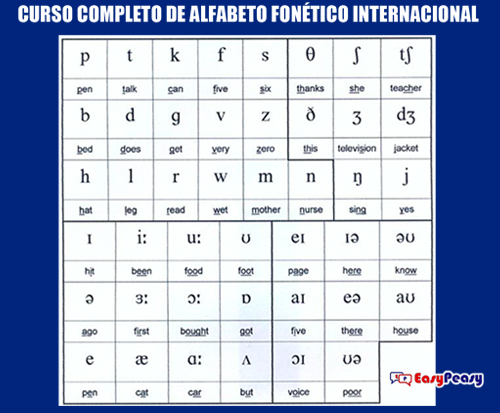 CURSO COMPLETO DE ALFABETO FONÉTICO INTERNACIONAL
p t k f s θ ʃ tʃ
pen talk can five six thanks she teacher
b d g v z ð ʒ dʒ
bed does get very zero this television jacket
h l r w m n ŋ j
hat leg read wet mother nurse sing yes
ɪ iː uː ʊ eɪ ɪə əʊ
hit been food foot page here know
ə ɜː ɔː ɒ aɪ eə aʊ
ago first bought got five there house
e æ ɑː ʌ ɔɪ ʊə
pen cat car but voice poor
EasyPeasy